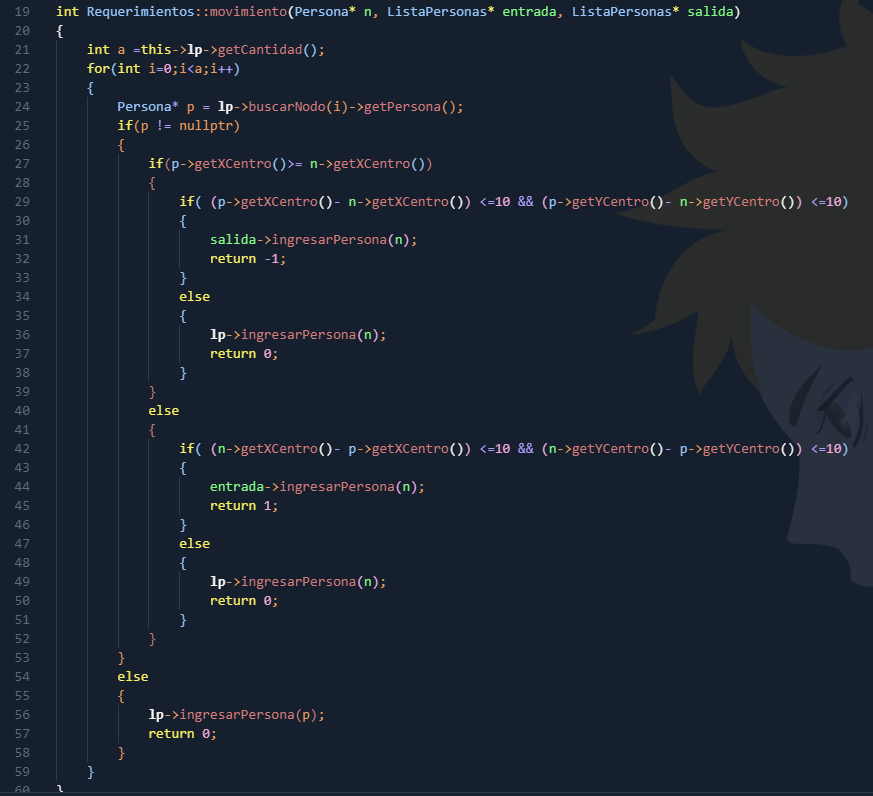 19 int Requerimientos::movimiento(Persona* n, ListaPersonas* entrada, ListaPersonas* salida)
20 {
21     int a =this->lp->getCantidad();
22     for(int i=0;i<a;i++)
23     {
24         Persona* p = lp->buscarNodo(i)->getPersona();
25         if(p != nullptr)
26         {
27             if(p->getXCentro()>= n->getXCentro())
28             {
29                 if( (p->getXCentro()- n->getXCentro()) <=10 && (p->getYCentro()- n->getYCentro()) <=10)
30                 {
31                     salida->ingresarPersona(n);
32                     return -1;
33                 }
34                 else
35                 {
36                     lp->ingresarPersona(n);
37                     return 0;
38                 }
39             }
40             else
41             {
42                 if( (n->getXCentro()- p->getXCentro()) <=10 && (n->getYCentro()- p->getYCentro()) <=10)
43                 {
44                     entrada->ingresarPersona(n);
45                     return 1;
46                 }
47                 else
48                 {
49                     lp->ingresarPersona(n);
50                     return 0;
51                 }
52             }
53         }
54         else
55         {
56             lp->ingresarPersona(p);
57             return 0;
58         }
59     }
60 }